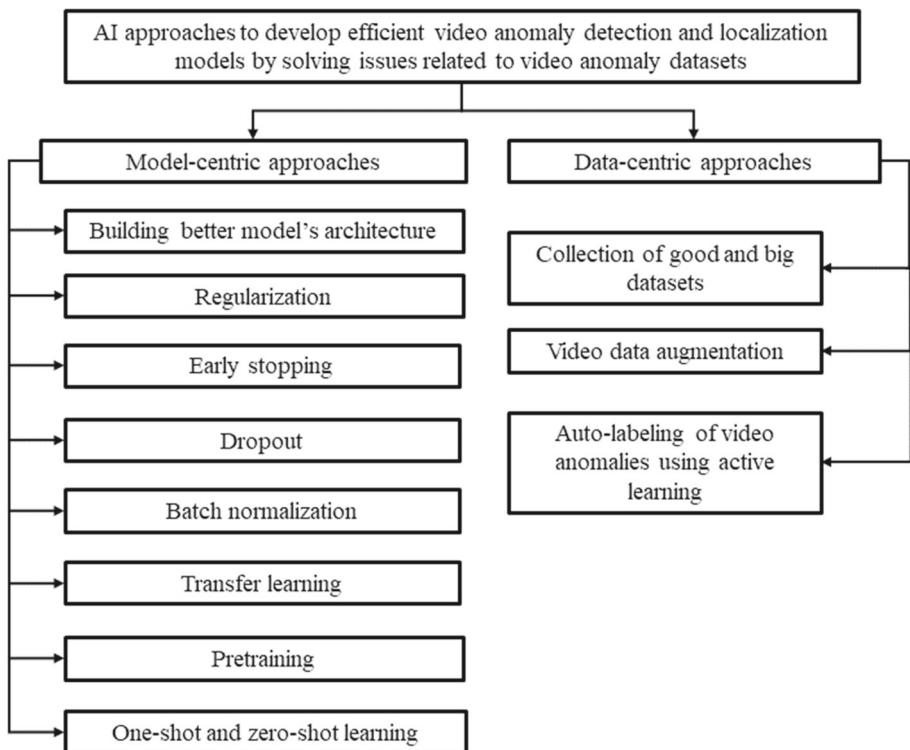 AI approaches to develop efficient video anomaly detection and localization
models by solving issues related to video anomaly datasets
Model-centric approaches
Data-centric approaches
Building better model's architecture
Regularization
Early stopping
Dropout
Batch normalization
Transfer learning
Pretraining
One-shot and zero-shot learning
Collection of good and big
datasets
Video data augmentation
Auto-labeling of video
anomalies using active
learning